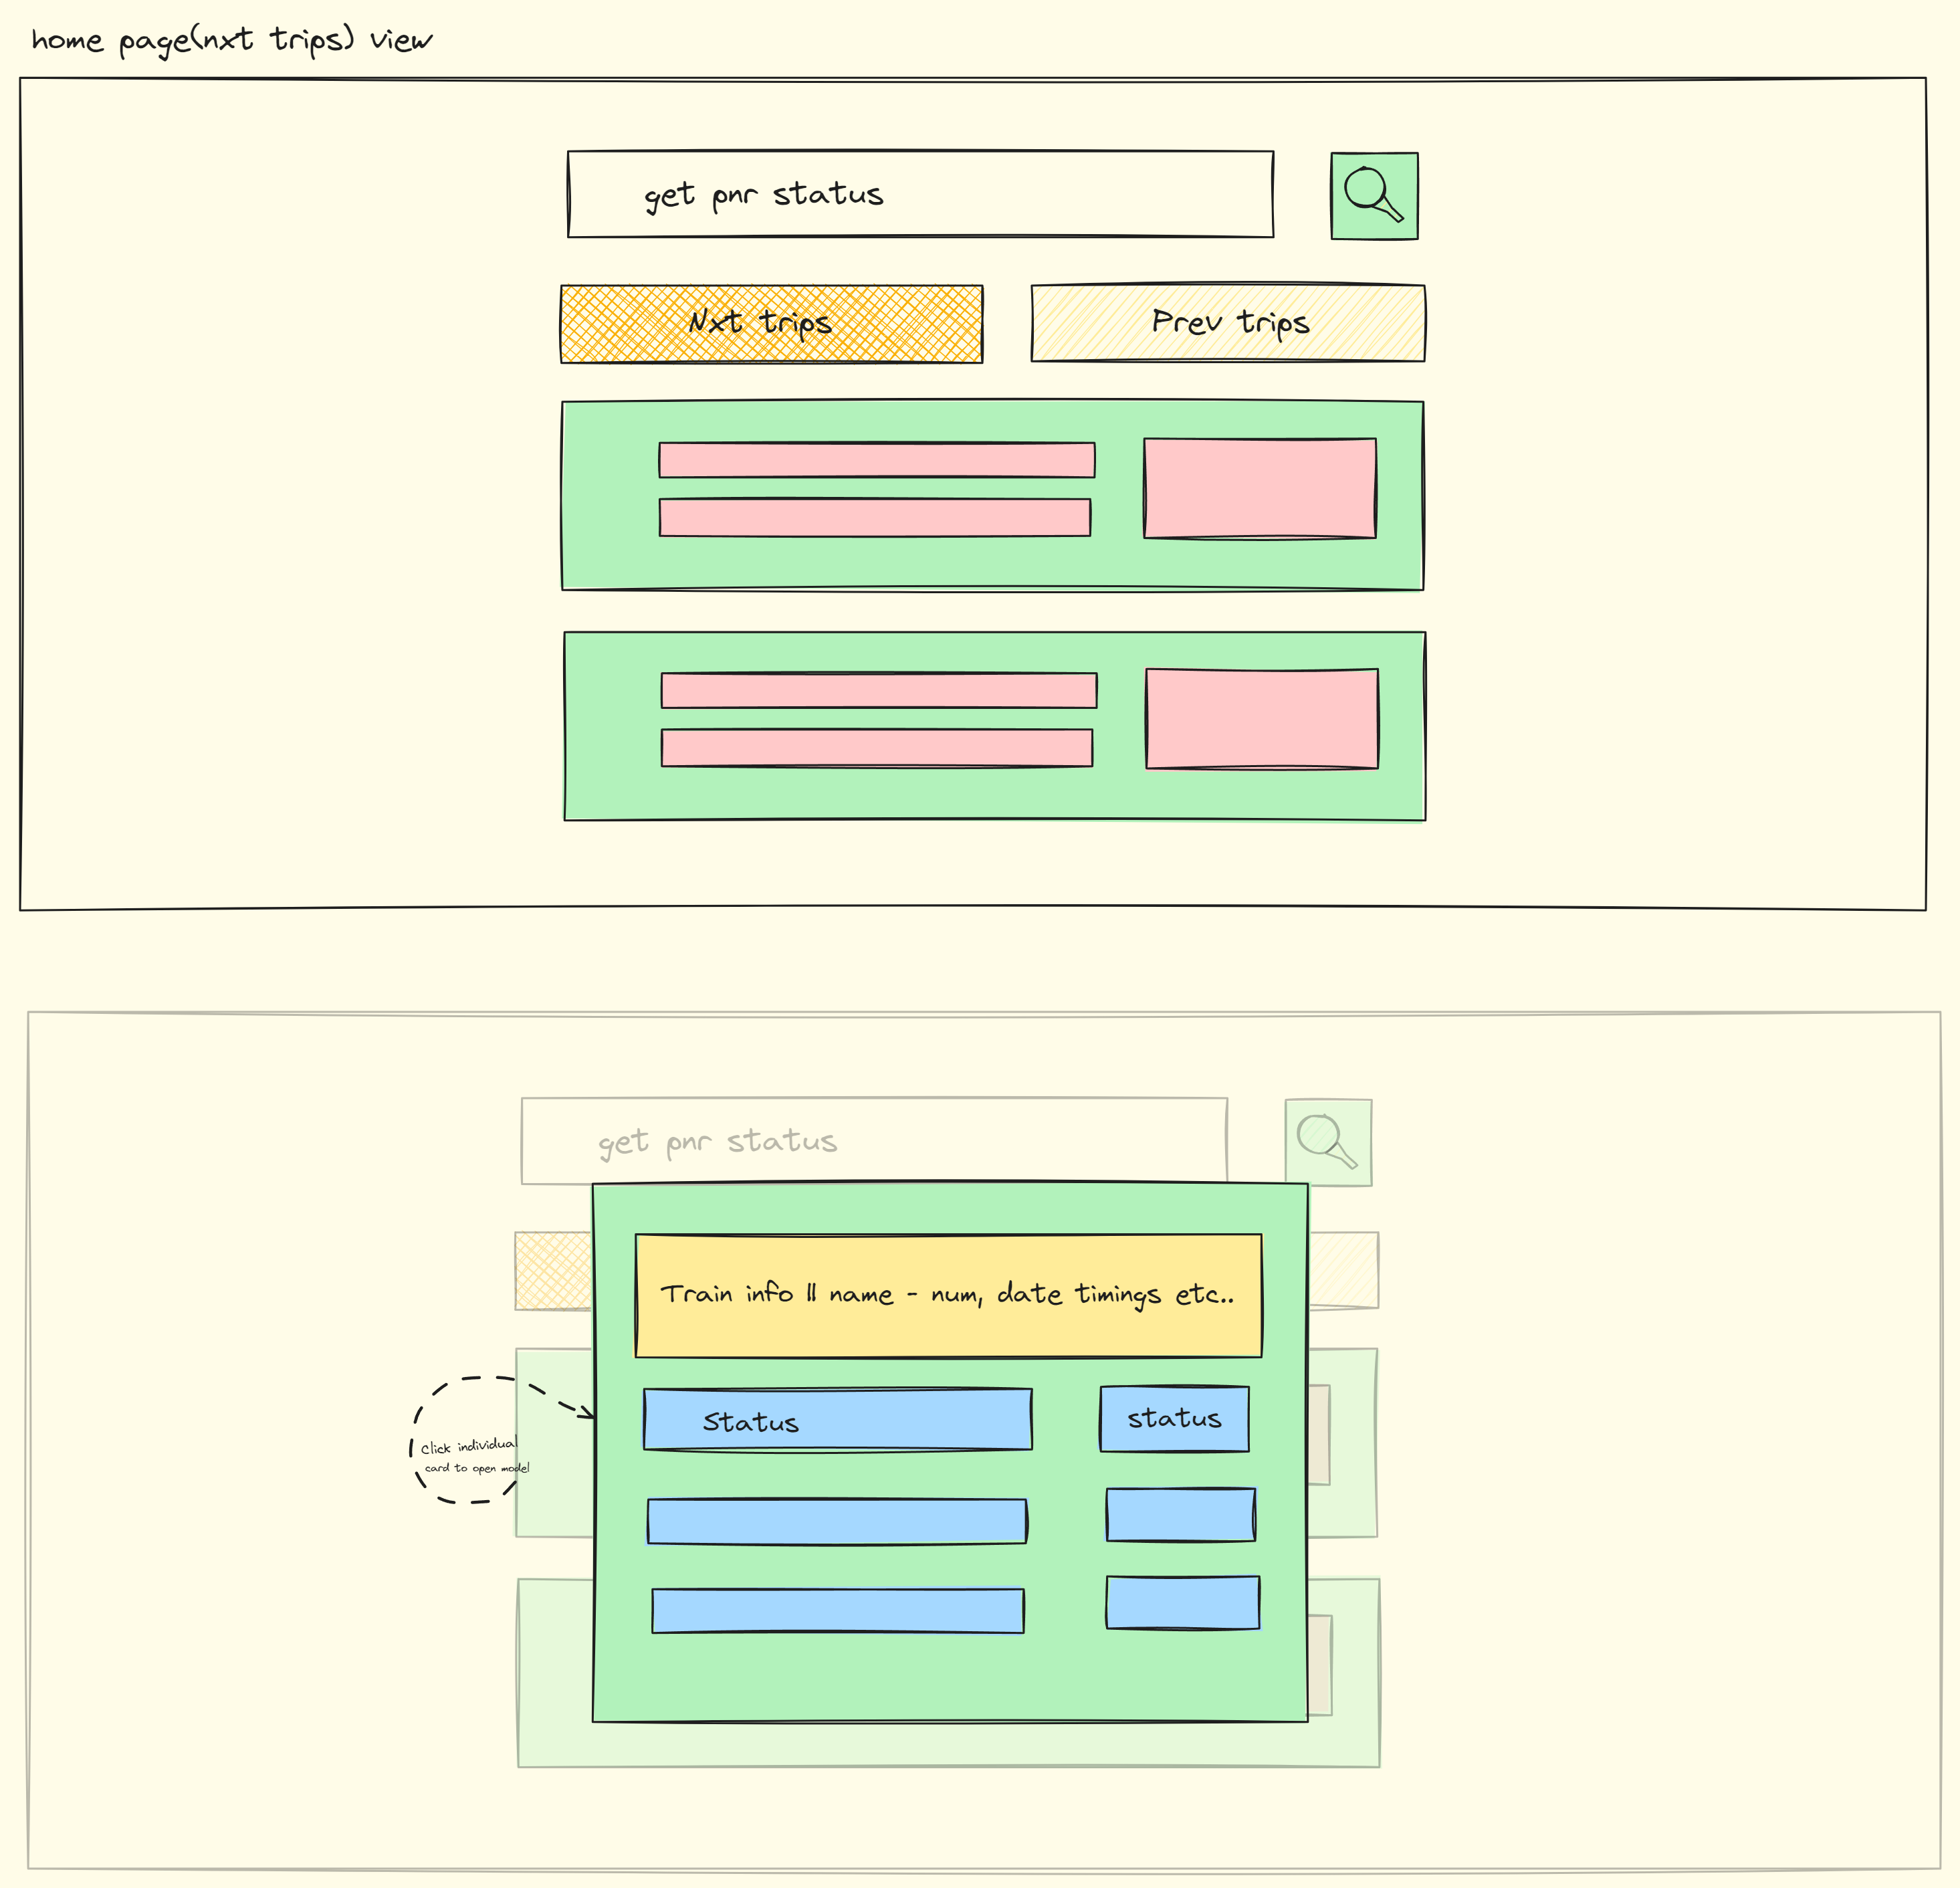 home page(nxt trips) view
get pnr status
Nxt trips
Prev trips
get pnr status
Train info || name - num, date timings etc..
Status
status
Click individual
card to open model